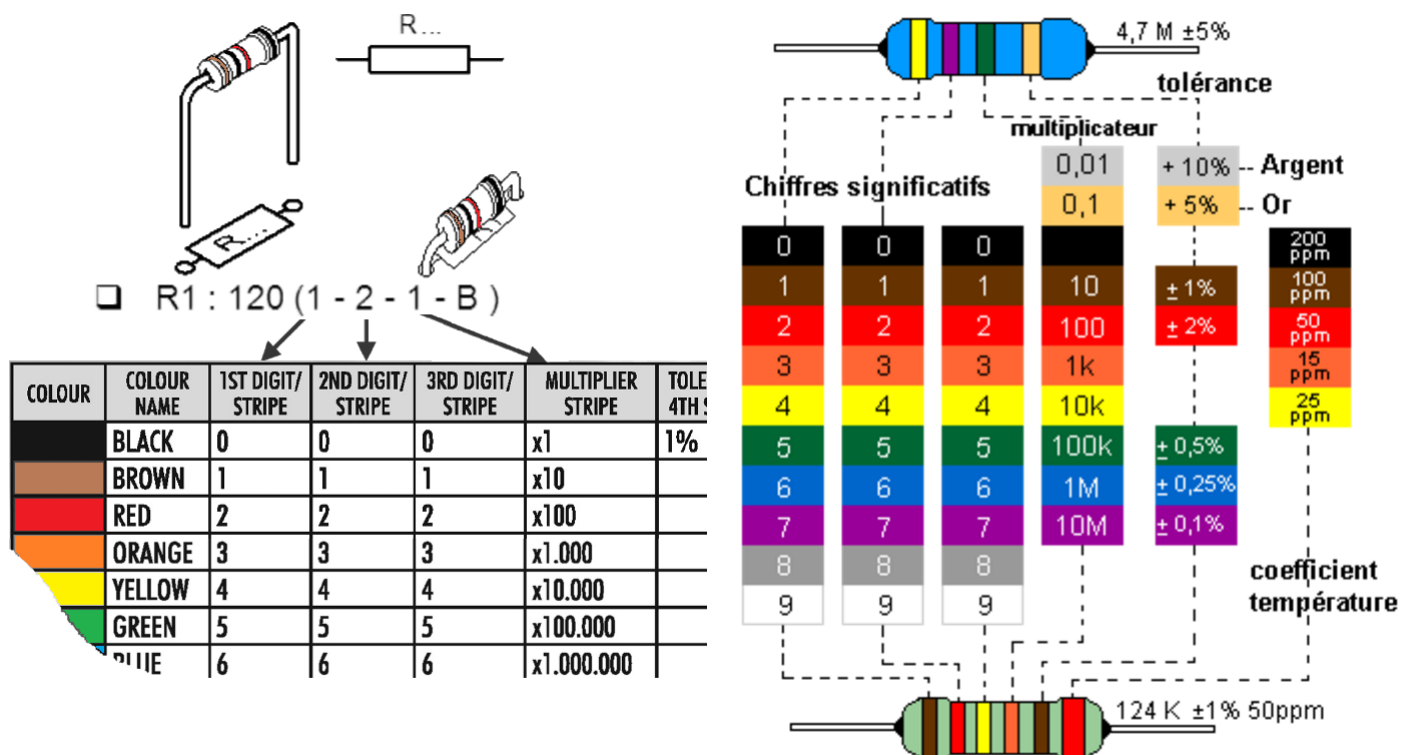 R...
R...
R1 : 120 (1 - 2 - 1 - B )
COLOUR COLOUR NAME 1ST DIGIT/ STRIPE 2ND DIGIT/ STRIPE 3RD DIGIT/ STRIPE MULTIPLIER STRIPE
BLACK 0 0 0 x1 1%
BROWN 1 1 1 x10
RED 2 2 2 x100
ORANGE 3 3 3 x1.000
YELLOW 4 4 4 x10.000
GREEN 5 5 5 x100.000
BLUE 6 6 6 x1.000.000
4,7 M ±5%
tolérance
multiplicateur
Chiffres significatifs
0,01 + 10% Argent
0,1 + 5% Or
0 0 0 200 ppm
1 1 1 10 ± 1% 100 ppm
2 2 2 100 ± 2% 50 ppm
3 3 3 1k 15 ppm
4 4 4 10k 25 ppm
5 5 5 100k ± 0,5%
6 6 6 1M ± 0,25%
7 7 7 10M ± 0,1%
8 8 8
9 9 9
coefficient
température
124 K ±1% 50ppm